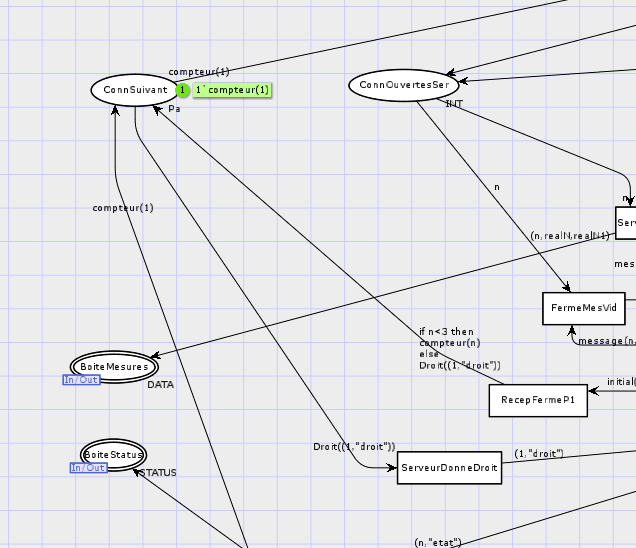 compteur(1)
ConnSuivant
1
1`compteur(1)
Pa
ConnOuvertesSer
INT
n
compteur(1)
n
Serv
(n,realN,realN1)
mes
FermeMesVid
message(n,
if n<3 then
compteur(n)
else
Droit((1,"droit"))
BoiteMesures
In/Out
DATA
initial(
RecepFermeP1
Droit((1,"droit"))
(1,"droit")
BoiteStatus
In/Out
STATUS
ServeurDonneDroit
(n,"etat")